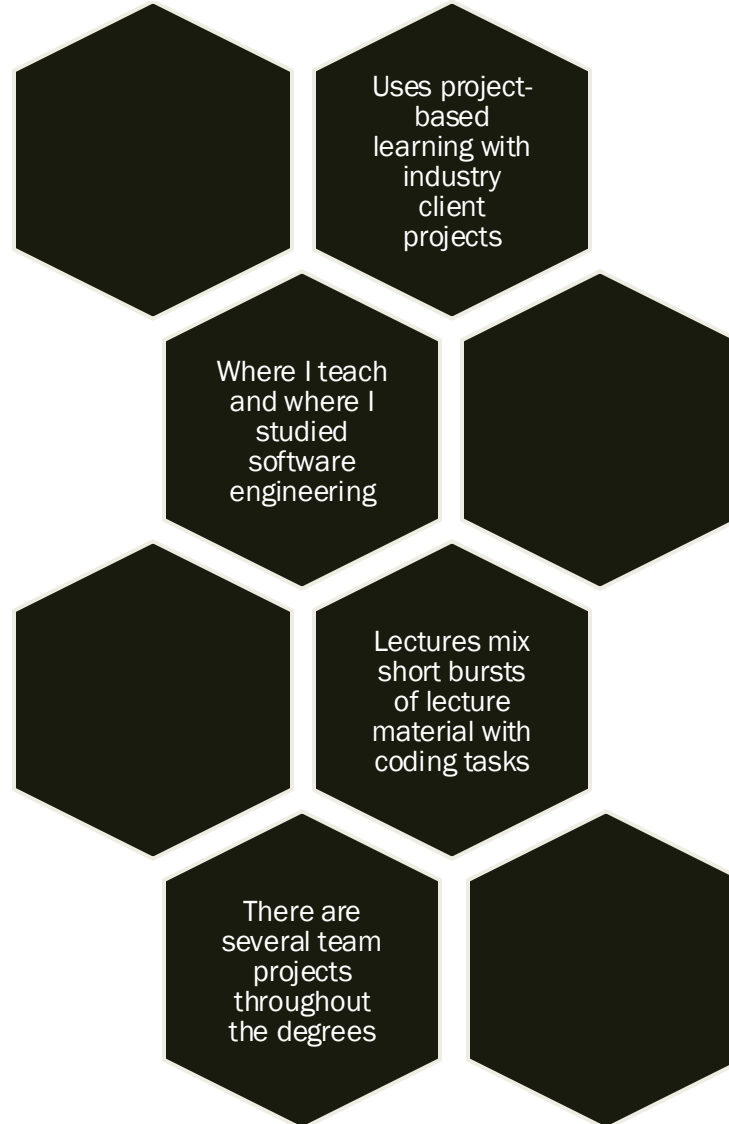 Uses project-
based
learning with
industry
client
projects
Where I teach
and where I
studied
software
engineering
Lectures mix
short bursts
of lecture
material with
coding tasks
There are
several team
projects
throughout
the degrees